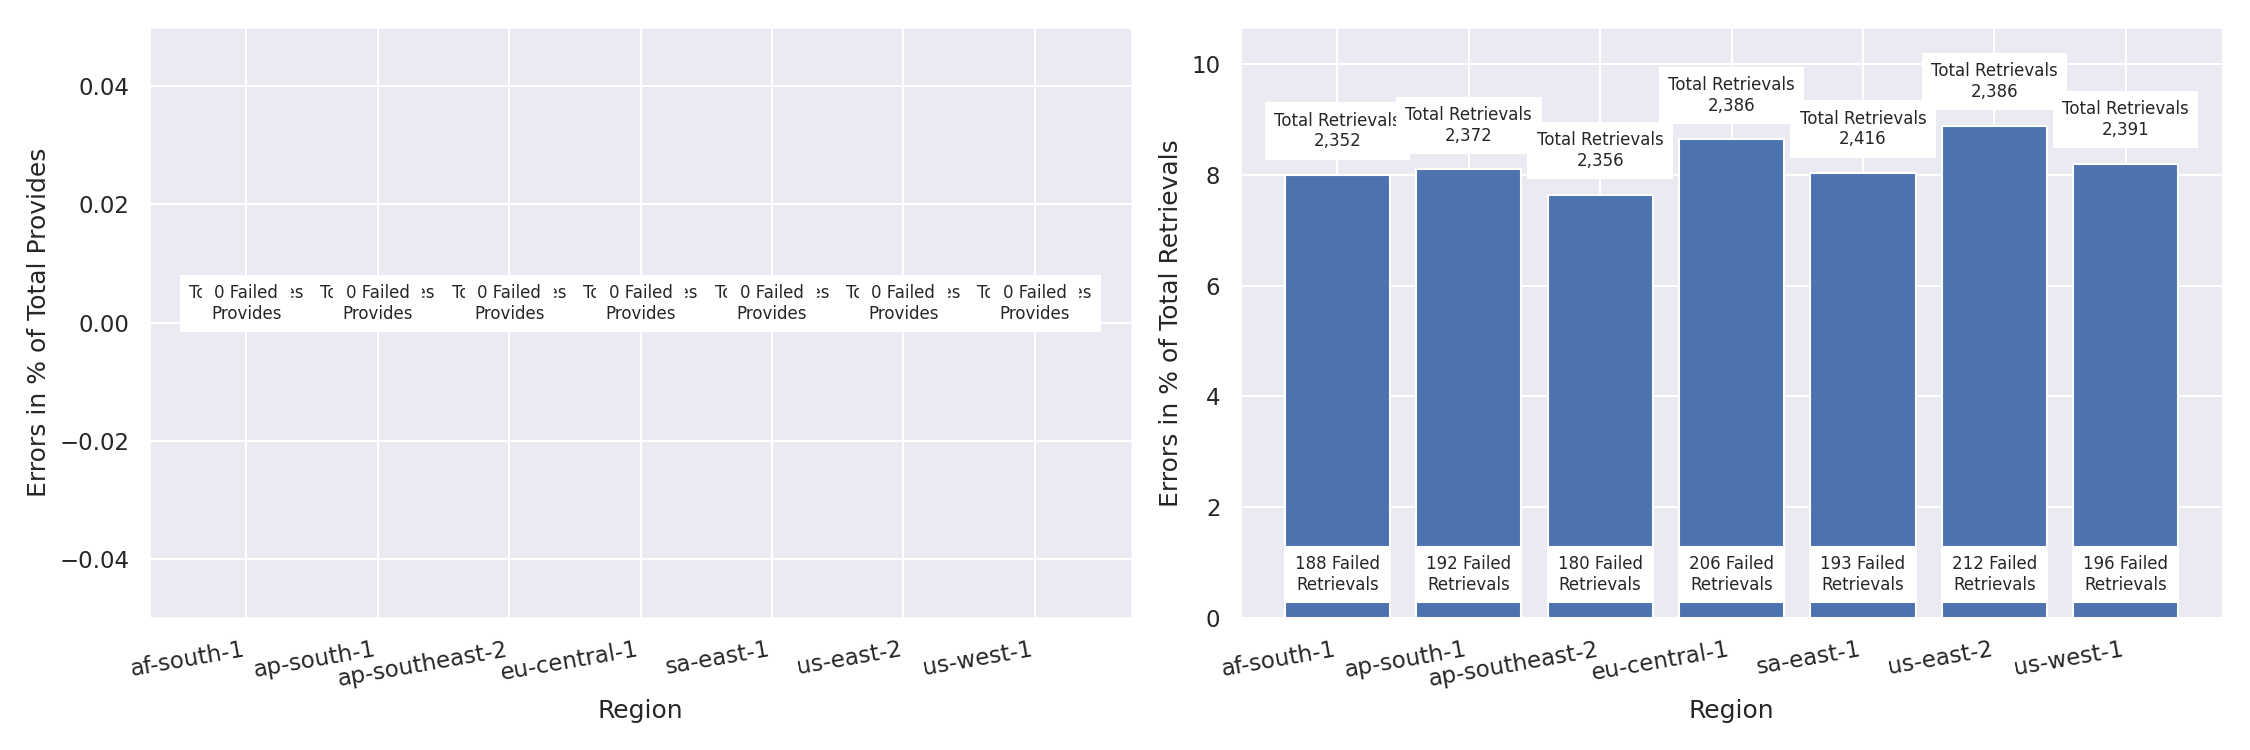 Errors in % of Total Provides
0.04
0.02
0.00
−0.02
−0.04
0 Failed
Provides
0 Failed
Provides
0 Failed
Provides
0 Failed
Provides
0 Failed
Provides
0 Failed
Provides
0 Failed
Provides
af-south-1
ap-south-1
ap-southeast-2
eu-central-1
sa-east-1
us-east-2
us-west-1
Region
Errors in % of Total Retrievals
10
8
6
4
2
0
Total Retrievals
2,352
Total Retrievals
2,372
Total Retrievals
2,356
Total Retrievals
2,386
Total Retrievals
2,416
Total Retrievals
2,386
Total Retrievals
2,391
188 Failed
Retrievals
192 Failed
Retrievals
180 Failed
Retrievals
206 Failed
Retrievals
193 Failed
Retrievals
212 Failed
Retrievals
196 Failed
Retrievals
af-south-1
ap-south-1
ap-southeast-2
eu-central-1
sa-east-1
us-east-2
us-west-1
Region